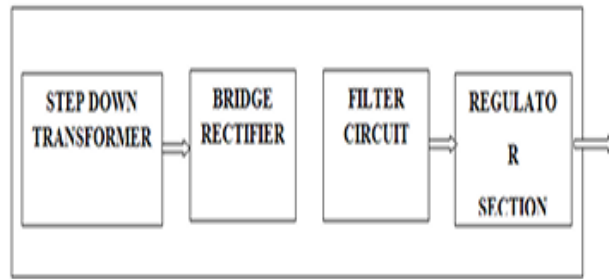 STEP DOWN
TRANSFORMER
BRIDGE
RECTIFIER
FILTER
CIRCUIT
REGULATO
R
SECTION